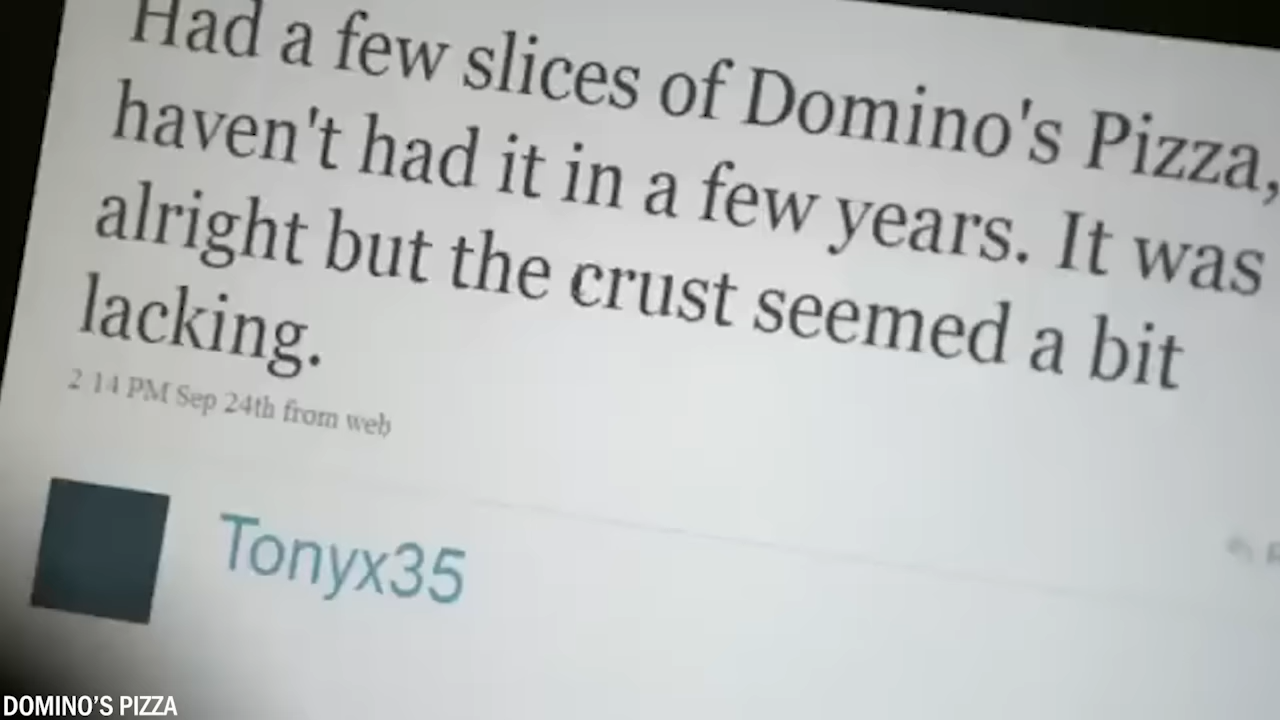 Had a few slices of Domino's Pizza,
haven't had it in a few years. It was
alright but the crust seemed a bit
lacking.
2 14 PM Sep 24th from web
Tonyx35
DOMINO'S PIZZA